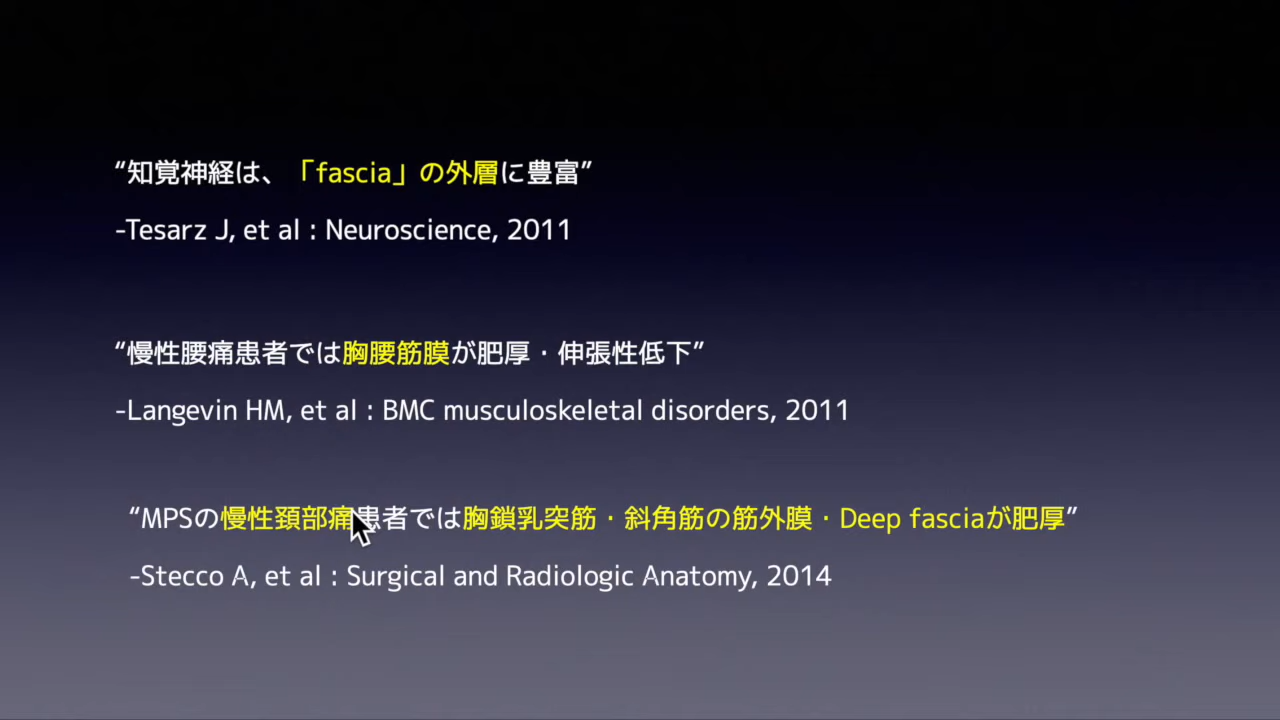 “知覚神経は、「fascia」の外層に豊富”
-Tesarz J, et al : Neuroscience, 2011
“慢性腰痛患者では胸腰筋膜が肥厚・伸張性低下”
-Langevin HM, et al : BMC musculoskeletal disorders, 2011
“MPSの慢性頚部痛患者では胸鎖乳突筋・斜角筋の筋外膜・Deep fasciaが肥厚”
-Stecco A, et al : Surgical and Radiologic Anatomy, 2014